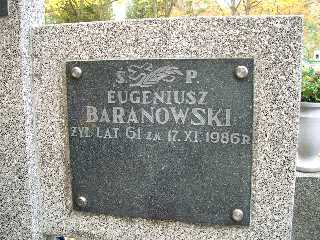 Ś P
EUGENIUSZ
BARANOWSKI
ŻYŁ LAT 61 ZM. 17.XI.1986R